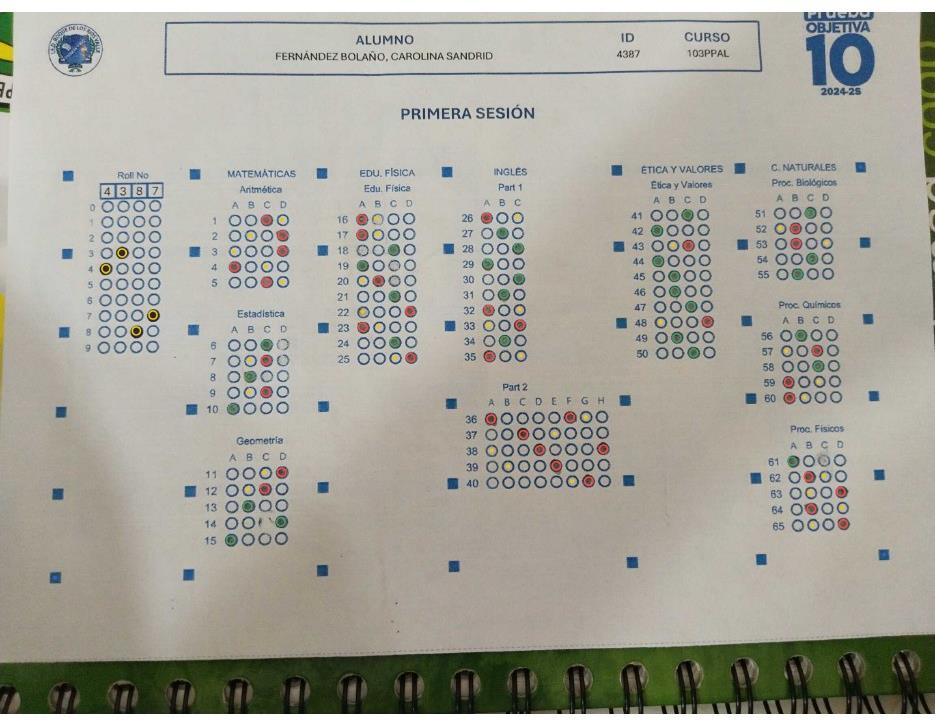 Prueba
OBJETIVA
10
2024-25
ALUMNO ID CURSO
FERNÁNDEZ BOLAÑO, CAROLINA SANDRID 4387 103PPAL
PRIMERA SESIÓN
Roll No
4 3 8 7
0
1
2
3
4
5
6
7
8
9
MATEMÁTICAS
Aritmética
A B C D
1
2
3
4
5
Estadística
A B C D
6
7
8
9
10
Geometría
A B C D
11
12
13
14
15
EDU. FÍSICA
Edu. Física
A B C D
16
17
18
19
20
21
22
23
24
25
INGLÉS
Part 1
A B C
26
27
28
29
30
31
32
33
34
35
Part 2
A B C D E F G H
36
37
38
39
40
ÉTICA Y VALORES
Ética y Valores
A B C D
41
42
43
44
45
46
47
48
49
50
C. NATURALES
Proc. Biológicos
A B C D
51
52
53
54
55
Proc. Químicos
A B C D
56
57
58
59
60
Proc. Físicos
A B C D
61
62
63
64
65